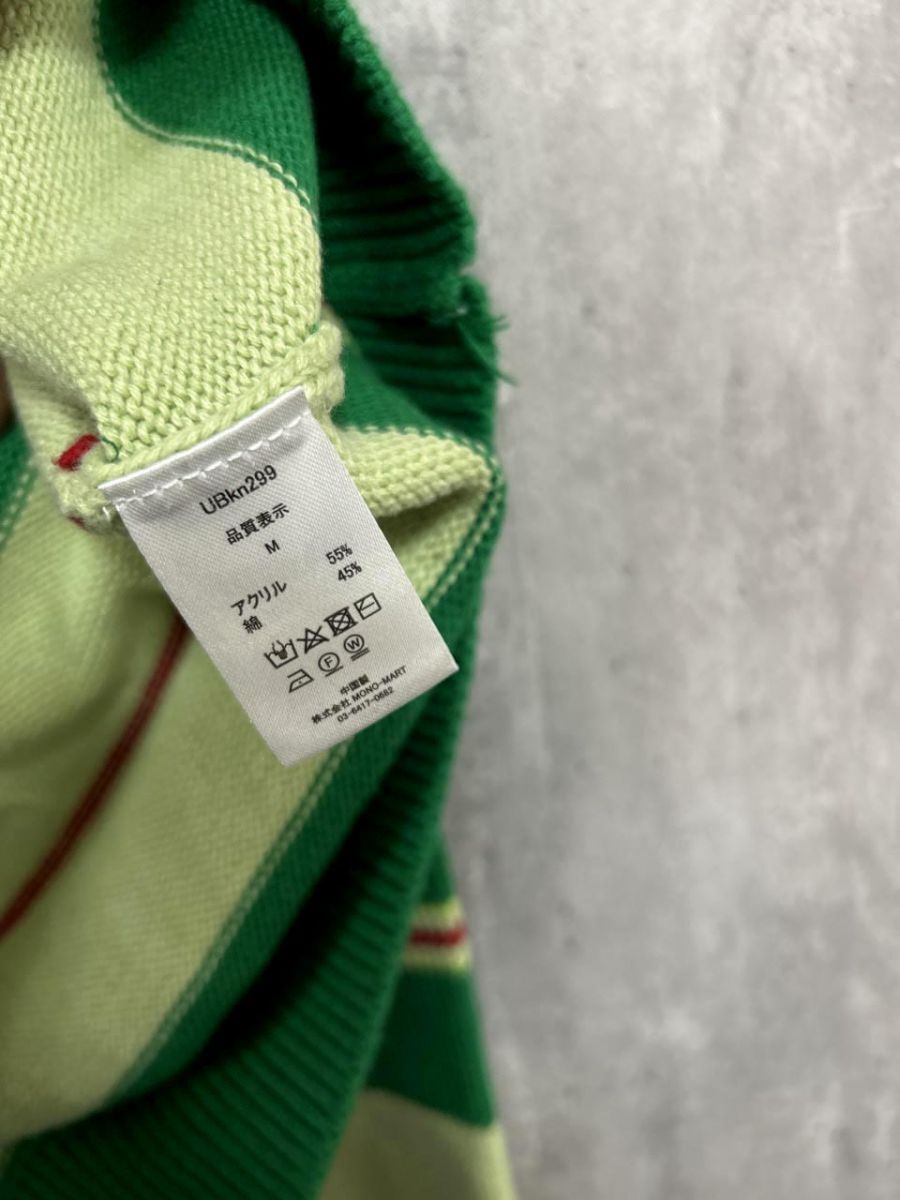 UBkn299
品質表示
M
アクリル 55%
綿 45%
F W
中国製
株式会社 MONO-MART
03-6417-0682